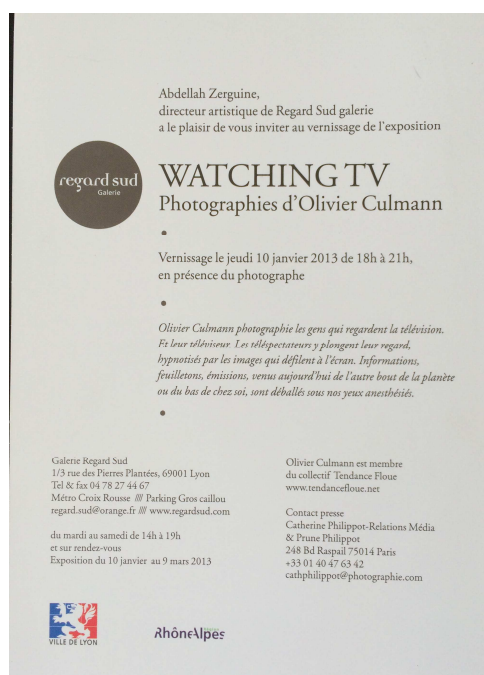 Abdellah Zerguine,
directeur artistique de Regard Sud galerie
a le plaisir de vous inviter au vernissage de l'exposition
regard sud
Galerie
WATCHING TV
Photographies d'Olivier Culmann
•
Vernissage le jeudi 10 janvier 2013 de 18h à 21h,
en présence du photographe
•
Olivier Culmann photographie les gens qui regardent la télévision.
Et leur téléviseur. Les téléspectateurs y plongent leur regard,
hypnotisés par les images qui défilent à l'écran. Informations,
feuilletons, émissions, venus aujourd'hui de l'autre bout de la planète
ou du bas de chez soi, sont déballés sous nos yeux anesthésiés.
•
Galerie Regard Sud
1/3 rue des Pierres Plantées, 69001 Lyon
Tel & fax 04 78 27 44 67
Métro Croix Rousse //// Parking Gros caillou
regard.sud@orange.fr //// www.regardsud.com
du mardi au samedi de 14h à 19h
et sur rendez-vous
Exposition du 10 janvier au 9 mars 2013
Olivier Culmann est membre
du collectif Tendance Floue
www.tendancefloue.net
Contact presse
Catherine Philippot-Relations Média
& Prune Philippot
248 Bd Raspail 75014 Paris
+33 01 40 47 63 42
cathphilippot@photographie.com
VILLE DE LYON
RhôneAlpes